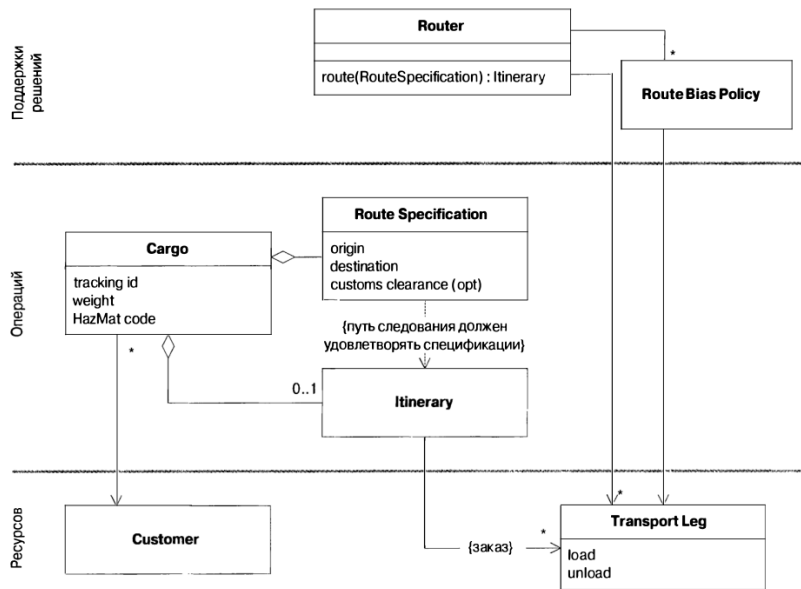 Поддержки
решений
Router
route(RouteSpecification) : Itinerary
*
Route Bias Policy
Операций
Route Specification
origin
destination
customs clearance (opt)
Cargo
tracking id
weight
HazMat code
{путь следования должен
удовлетворять спецификации}
*
0..1
Itinerary
Ресурсов
Customer
*
*
{заказ}
Transport Leg
load
unload